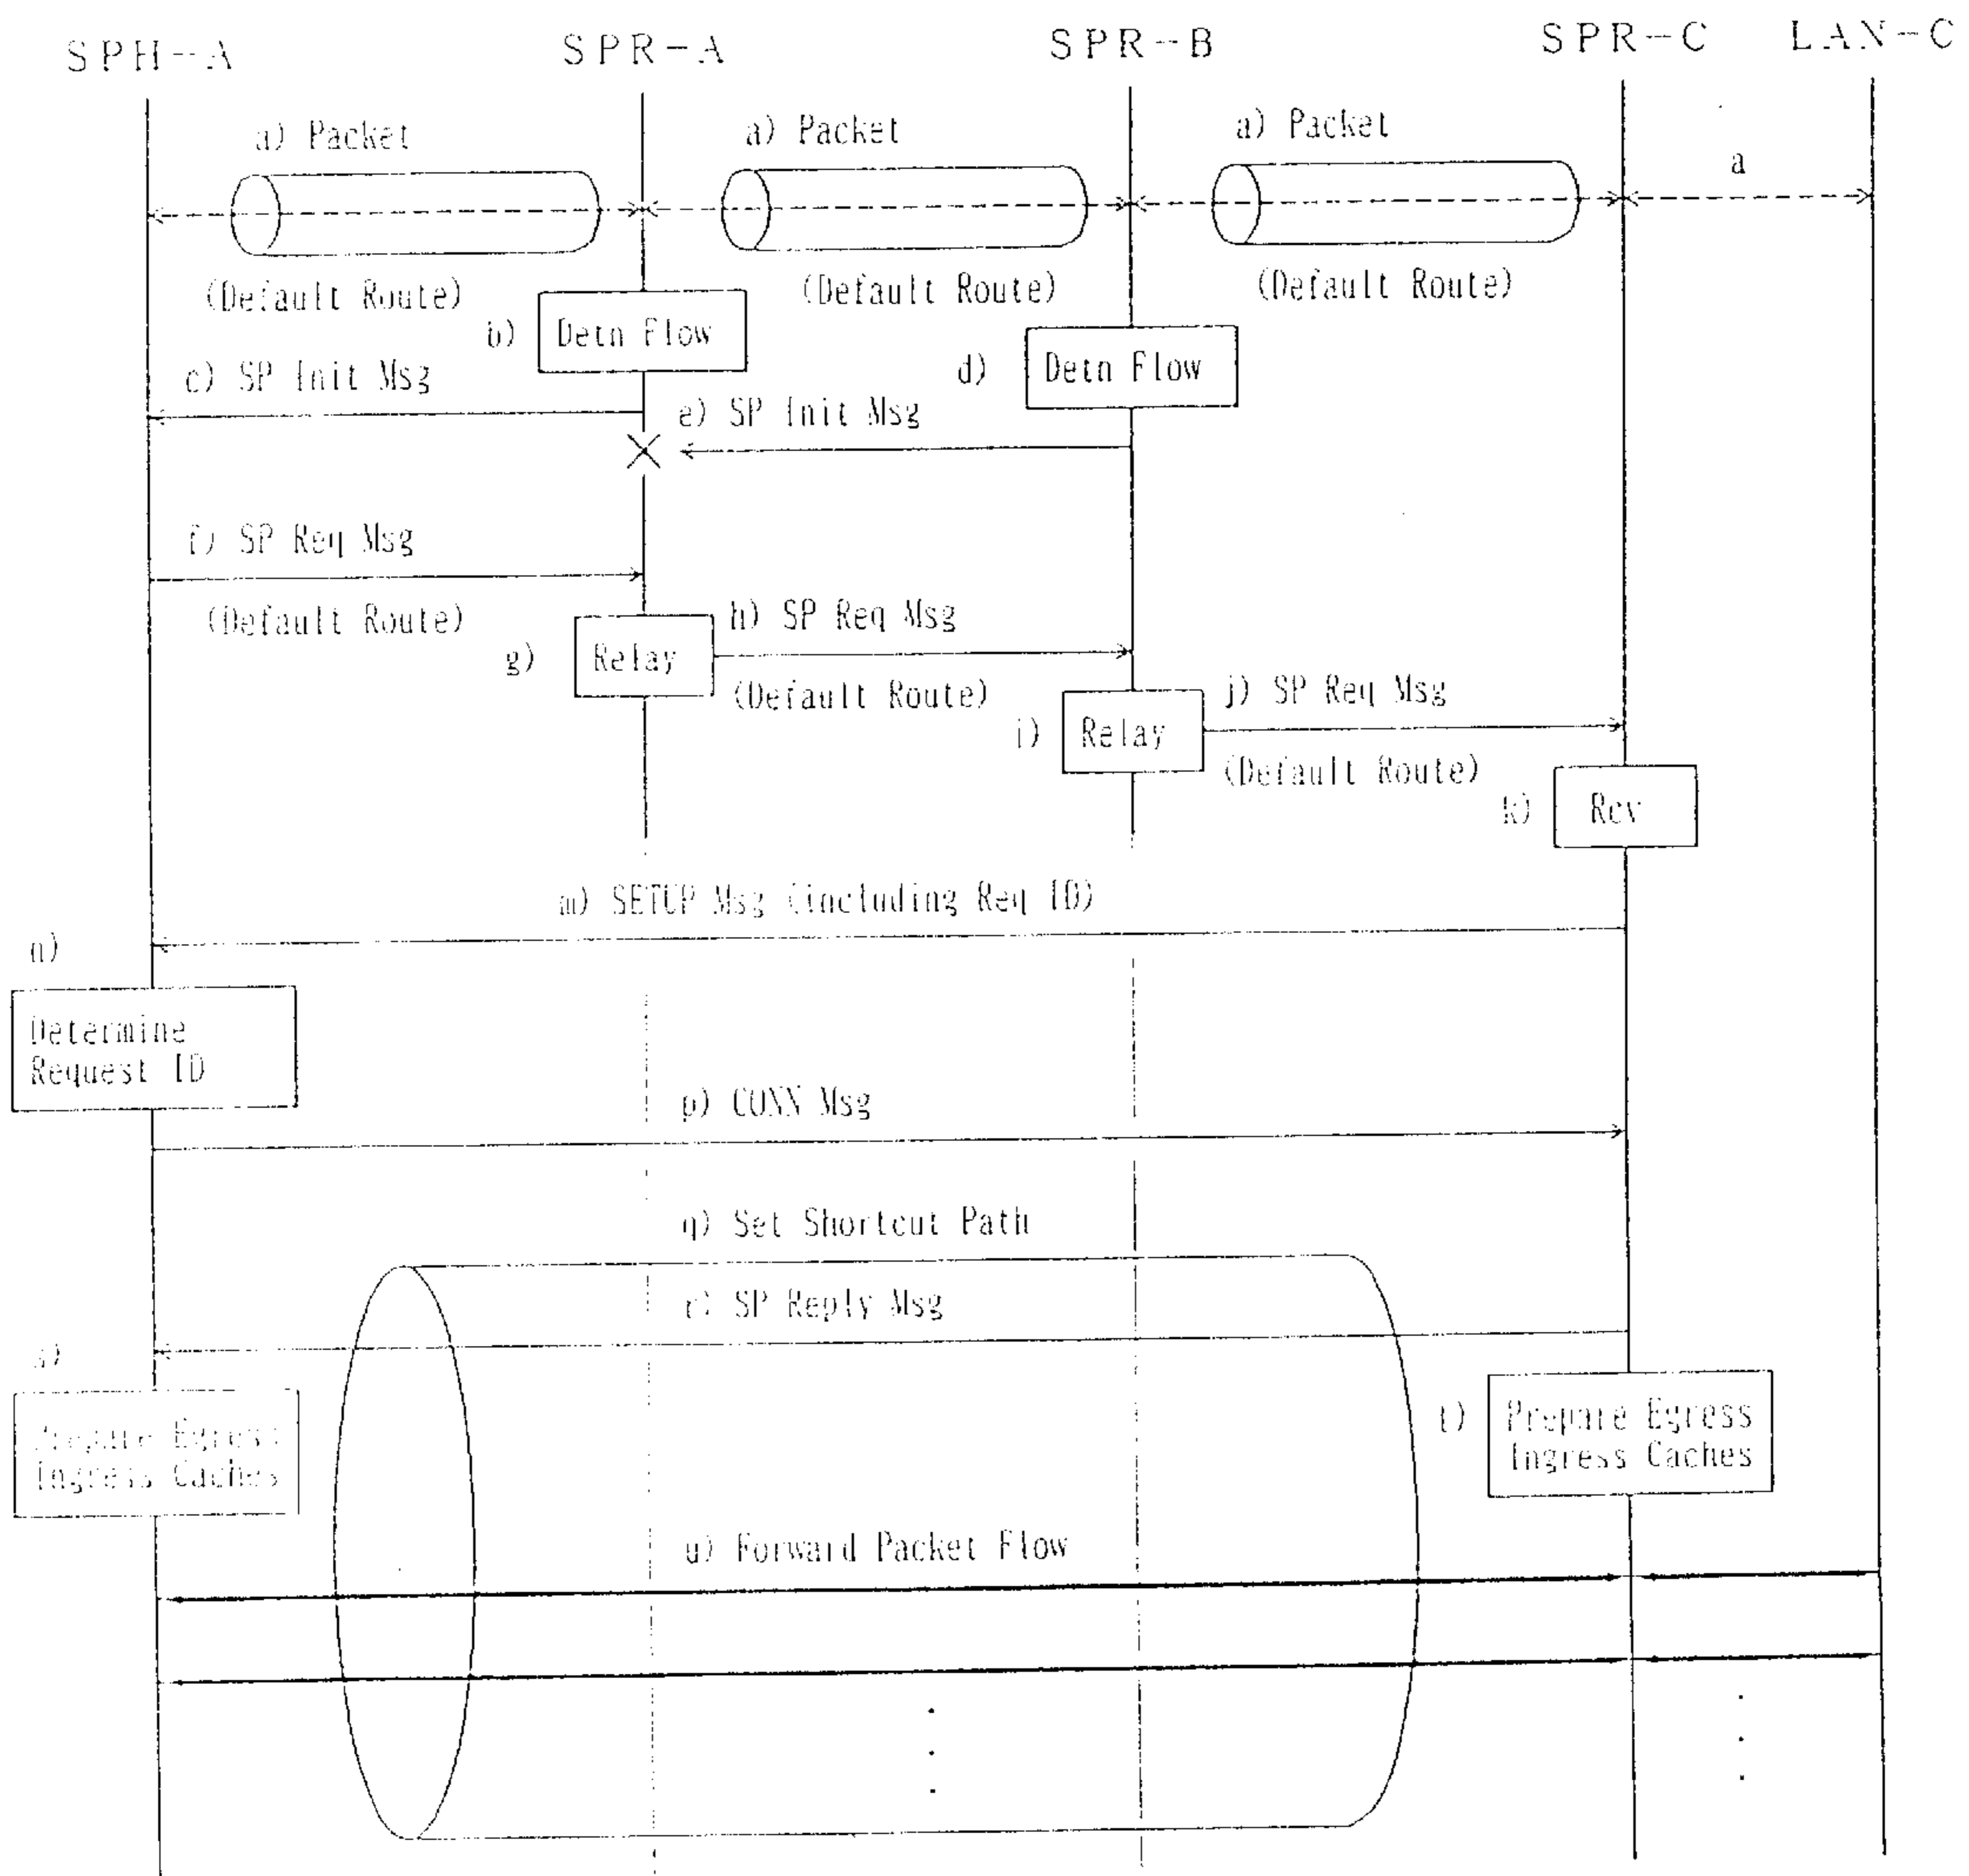 SPH-A
SPR-A
SPR-B
SPR-C
LAN-C
a) Packet
a) Packet
a) Packet
a
(Default Route)
(Default Route)
(Default Route)
b) Detn Flow
c) SP Init Msg
d) Detn Flow
e) SP Init Msg
f) SP Req Msg
(Default Route)
g) Relay
h) SP Req Msg
(Default Route)
i) Relay
j) SP Req Msg
(Default Route)
k) Rcv
m) SETUP Msg (including Req ID)
n)
Determine
Request ID
p) CONN Msg
q) Set Shortcut Path
r) SP Reply Msg
s)
Prepare Egress
Ingress Caches
t) Prepare Egress
Ingress Caches
u) Forward Packet Flow